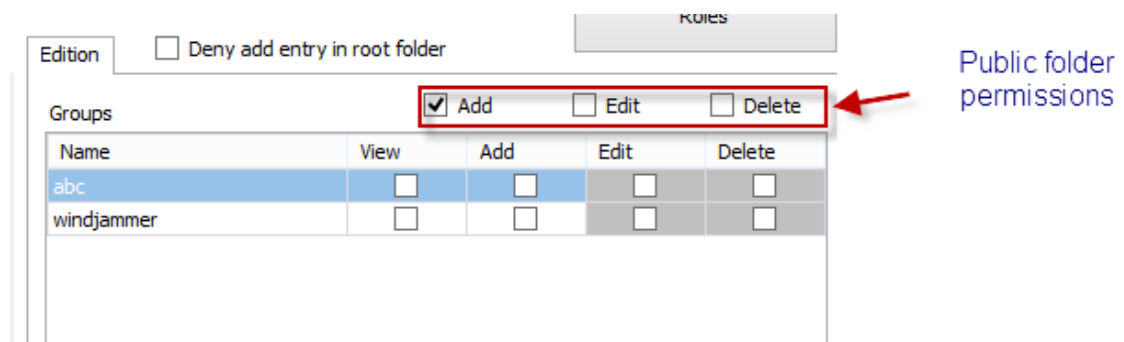 Roles
Edition
Deny add entry in root folder
Public folder
permissions
Groups
Add
Edit
Delete
Name View Add Edit Delete
abc
windjammer